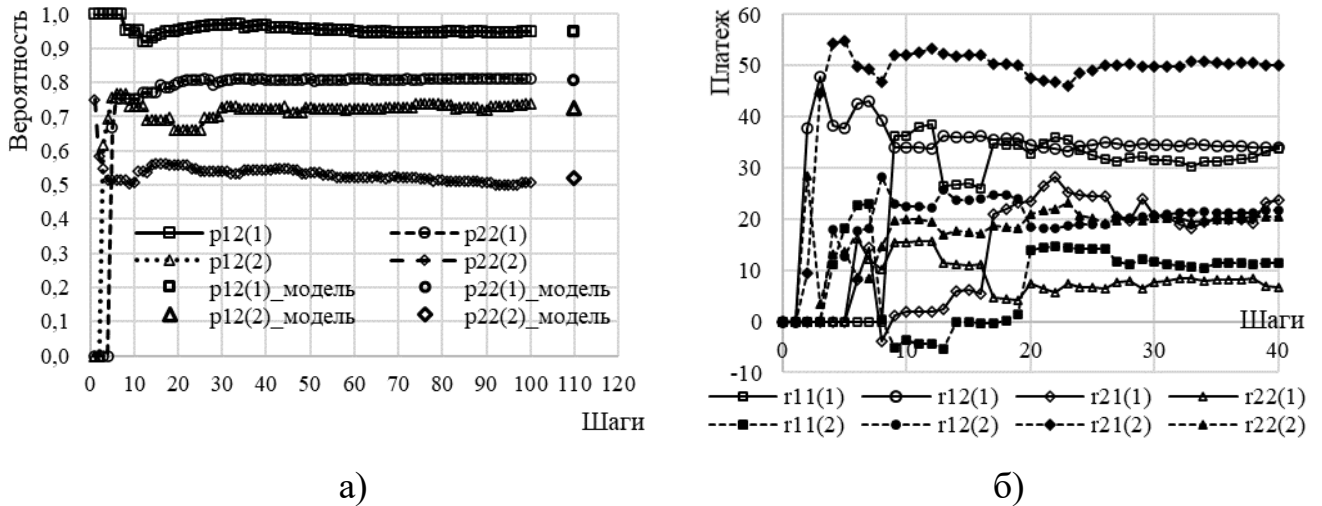 Вероятность
1,0
0,9
0,8
0,7
0,6
0,5
0,4
0,3
0,2
0,1
0,0
p12(1) p22(1)
p12(2) p22(2)
p12(1)_модель p22(1)_модель
p12(2)_модель p22(2)_модель
0 10 20 30 40 50 60 70 80 90 100 110 120
Шаги
а)
Платеж
60
50
40
30
20
10
0
-10
Шаги
0 10 20 30 40
r11(1) r12(1) r21(1) r22(1)
r11(2) r12(2) r21(2) r22(2)
б)